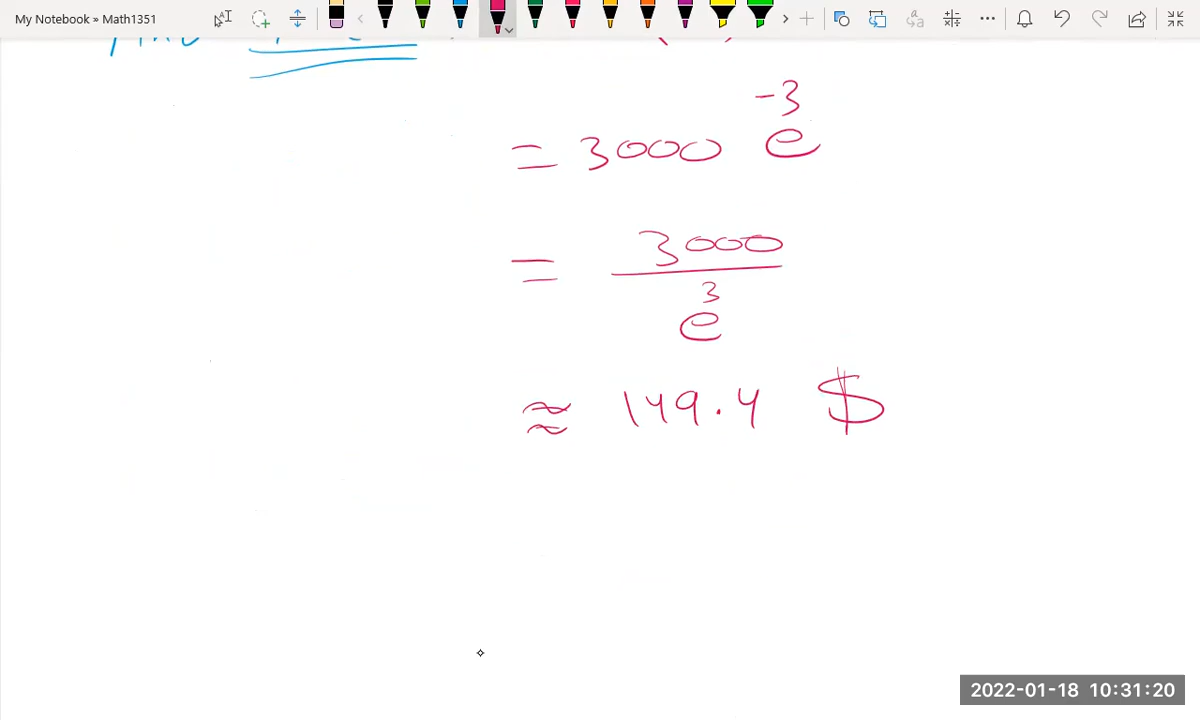 My Notebook » Math1351
= 3000 e^-3
= 3000 / e^3
≈ 149.4 $
2022-01-18 10:31:20